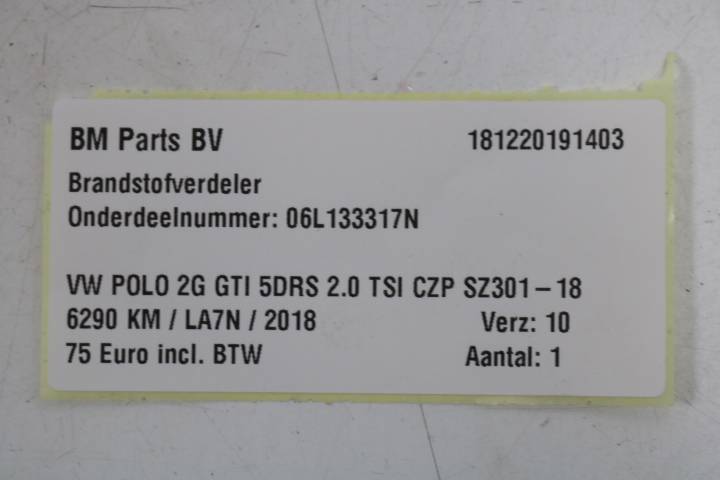 BM Parts BV 181220191403
Brandstofverdeler
Onderdeelnummer: 06L133317N
VW POLO 2G GTI 5DRS 2.0 TSI CZP SZ301-18
6290 KM / LA7N / 2018 Verz: 10
75 Euro incl. BTW Aantal: 1